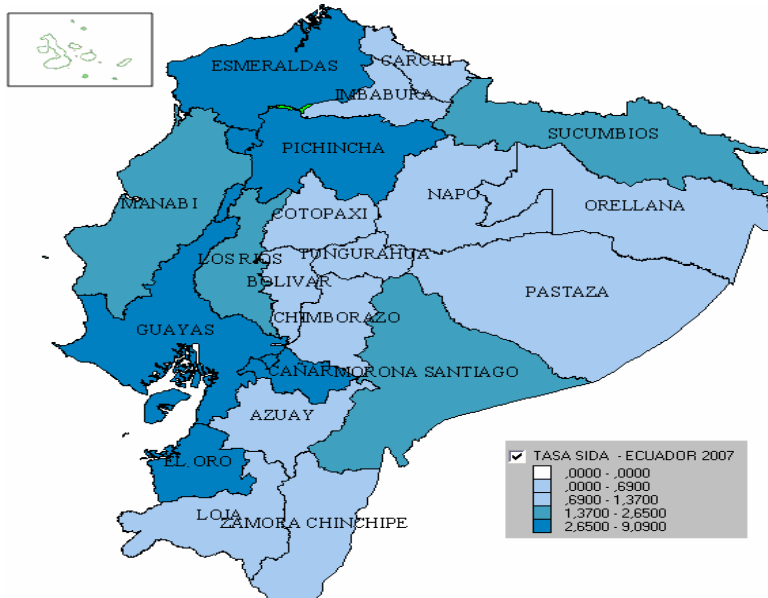 ESMERALDAS
CARCHI
IMBABURA
SUCUMBIOS
PICHINCHA
MANABI
NAPO
ORELLANA
COTOPAXI
LOS RIOS
TUNGURAHUA
BOLIVAR
PASTAZA
CHIMBORAZO
GUAYAS
CAÑAR
MORONA SANTIAGO
AZUAY
EL ORO
LOJA
ZAMORA CHINCHIPE
TASA SIDA - ECUADOR 2007
,0000 - ,0000
,0000 - ,6900
,6900 - 1,3700
1,3700 - 2,6500
2,6500 - 9,0900